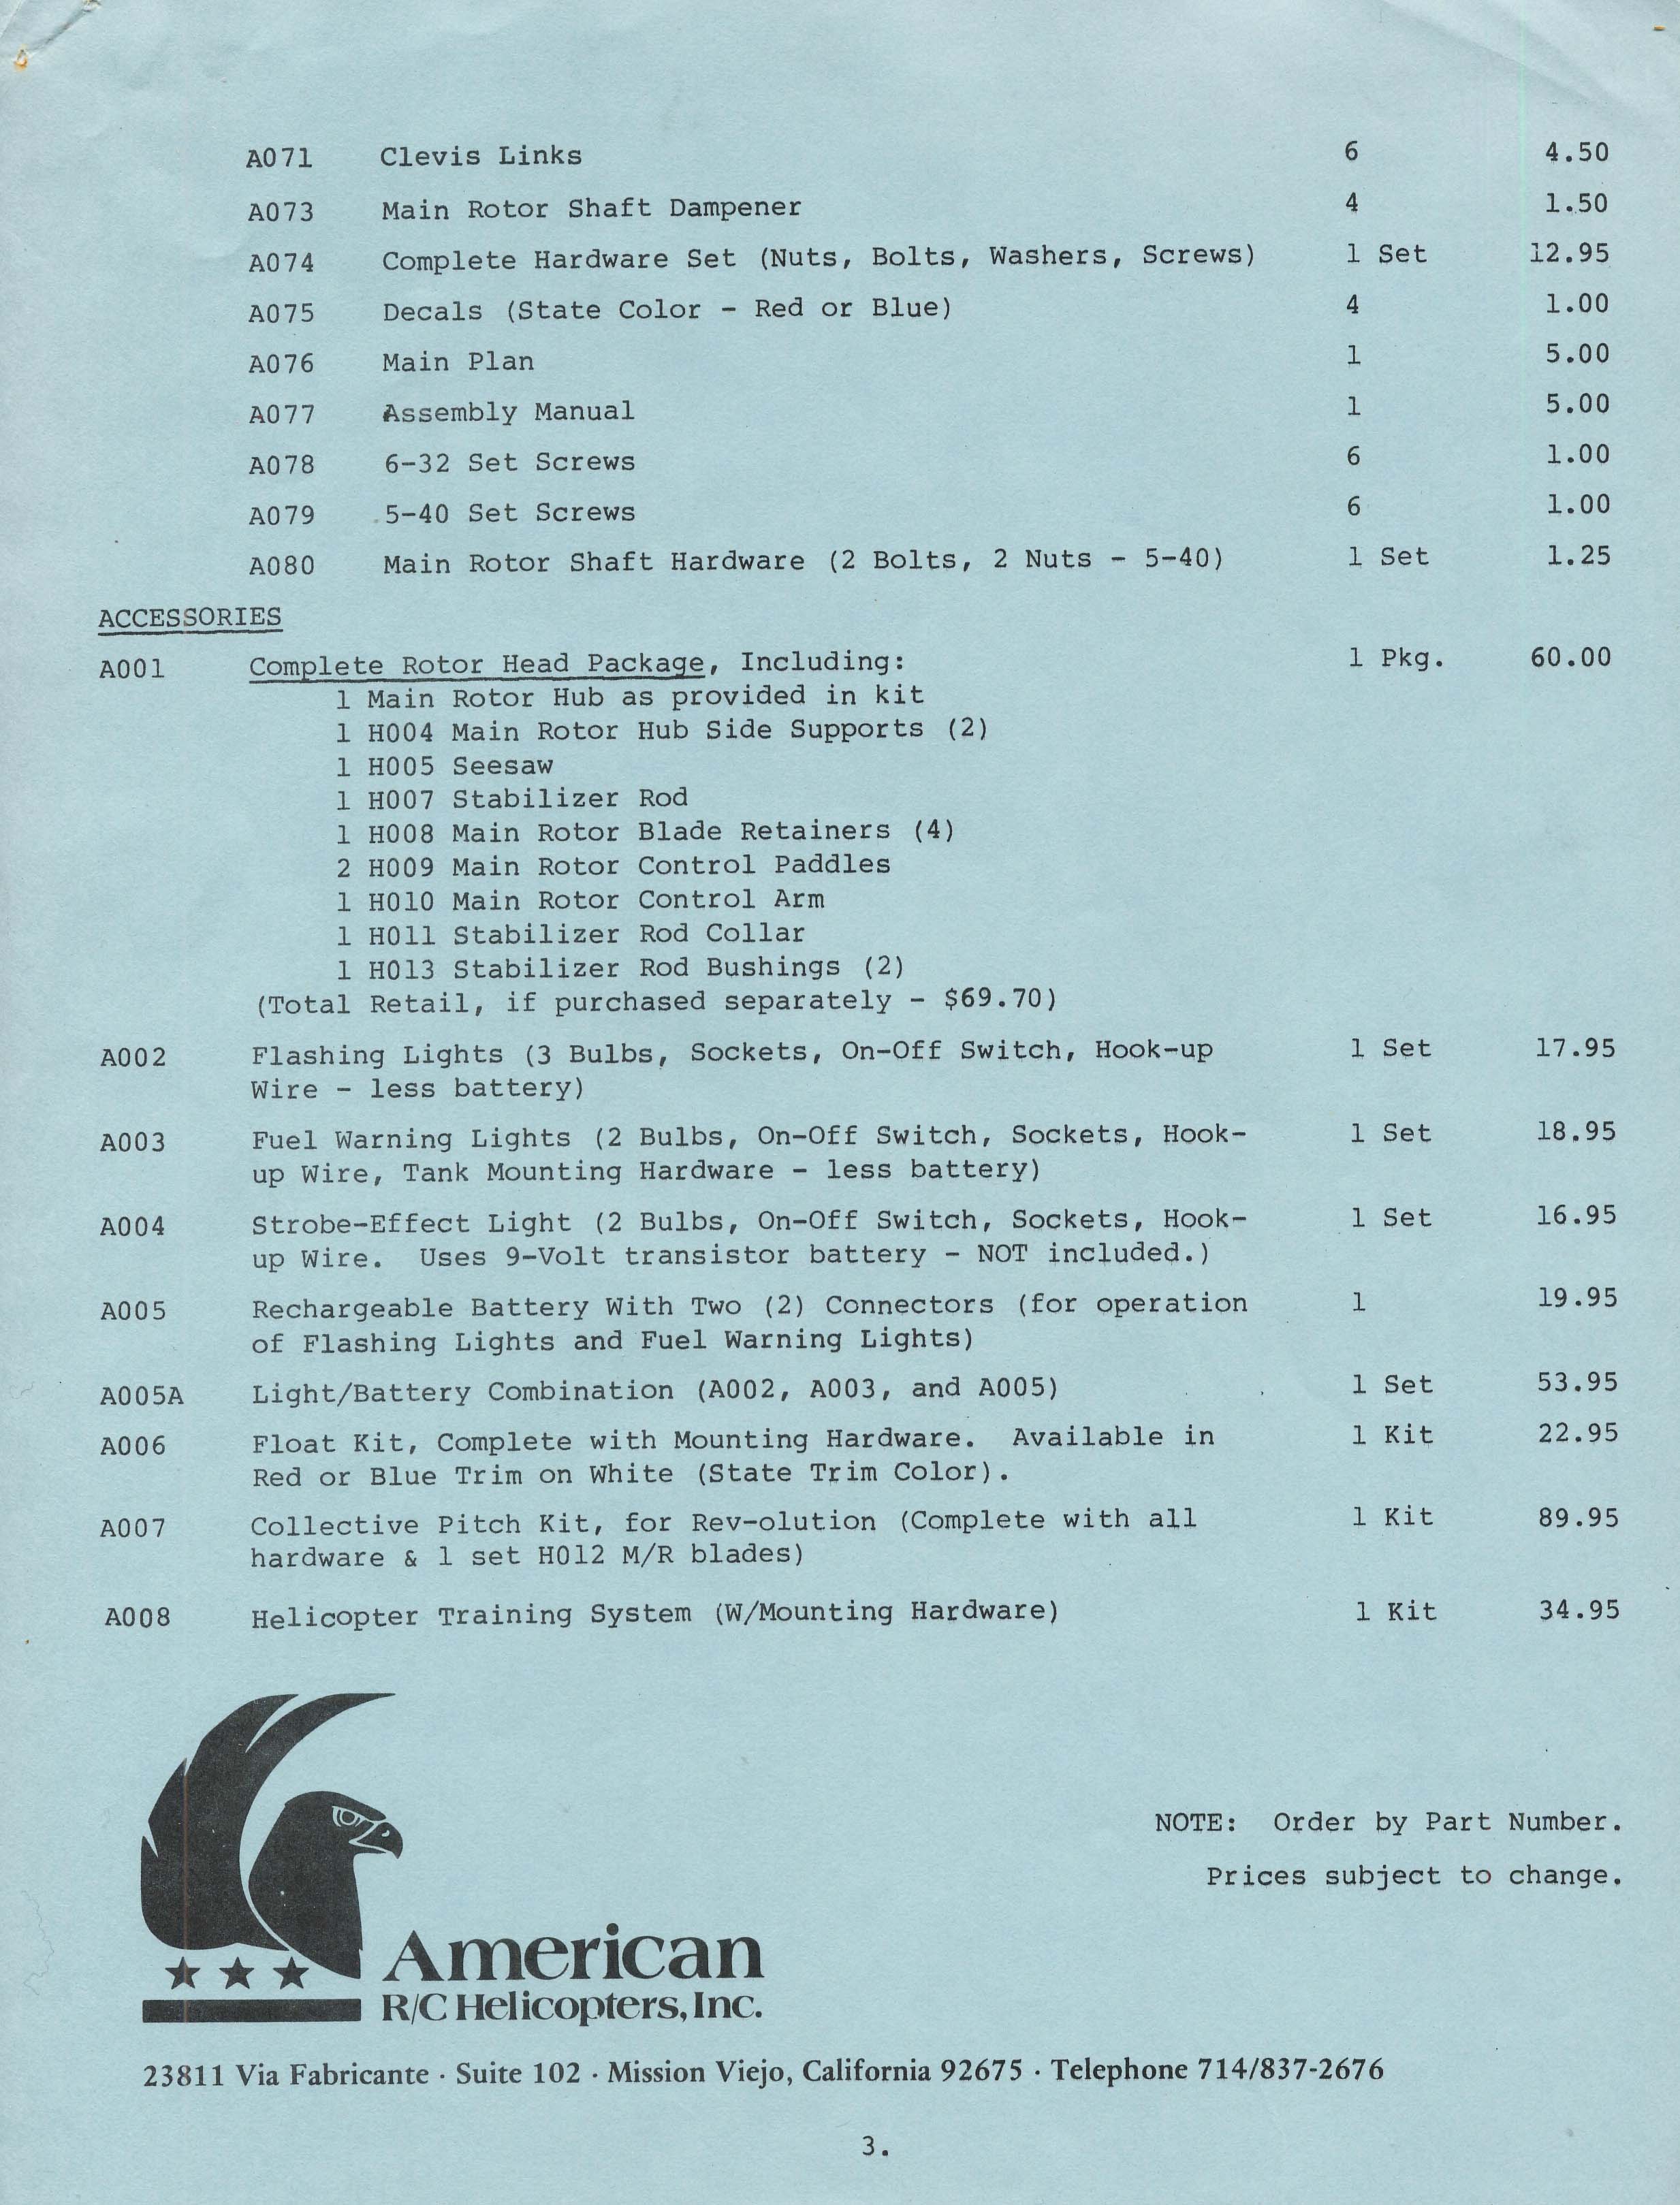 A071 Clevis Links 6 4.50
A073 Main Rotor Shaft Dampener 4 1.50
A074 Complete Hardware Set (Nuts, Bolts, Washers, Screws) 1 Set 12.95
A075 Decals (State Color - Red or Blue) 4 1.00
A076 Main Plan 1 5.00
A077 Assembly Manual 1 5.00
A078 6-32 Set Screws 6 1.00
A079 5-40 Set Screws 6 1.00
A080 Main Rotor Shaft Hardware (2 Bolts, 2 Nuts - 5-40) 1 Set 1.25
ACCESSORIES
A001 Complete Rotor Head Package, Including: 1 Pkg. 60.00
1 Main Rotor Hub as provided in kit
1 H004 Main Rotor Hub Side Supports (2)
1 H005 Seesaw
1 H007 Stabilizer Rod
1 H008 Main Rotor Blade Retainers (4)
2 H009 Main Rotor Control Paddles
1 H010 Main Rotor Control Arm
1 H011 Stabilizer Rod Collar
1 H013 Stabilizer Rod Bushings (2)
(Total Retail, if purchased separately - $69.70)
A002 Flashing Lights (3 Bulbs, Sockets, On-Off Switch, Hook-up 1 Set 17.95
Wire - less battery)
A003 Fuel Warning Lights (2 Bulbs, On-Off Switch, Sockets, Hook- 1 Set 18.95
up Wire, Tank Mounting Hardware - less battery)
A004 Strobe-Effect Light (2 Bulbs, On-Off Switch, Sockets, Hook- 1 Set 16.95
up Wire. Uses 9-Volt transistor battery - NOT included.)
A005 Rechargeable Battery With Two (2) Connectors (for operation 1 19.95
of Flashing Lights and Fuel Warning Lights)
A005A Light/Battery Combination (A002, A003, and A005) 1 Set 53.95
A006 Float Kit, Complete with Mounting Hardware. Available in 1 Kit 22.95
Red or Blue Trim on White (State Trim Color).
A007 Collective Pitch Kit, for Rev-olution (Complete with all 1 Kit 89.95
hardware & 1 set H012 M/R blades)
A008 Helicopter Training System (W/Mounting Hardware) 1 Kit 34.95
NOTE: Order by Part Number.
Prices subject to change.
American
R/C Helicopters, Inc.
23811 Via Fabricante · Suite 102 · Mission Viejo, California 92675 · Telephone 714/837-2676
3.